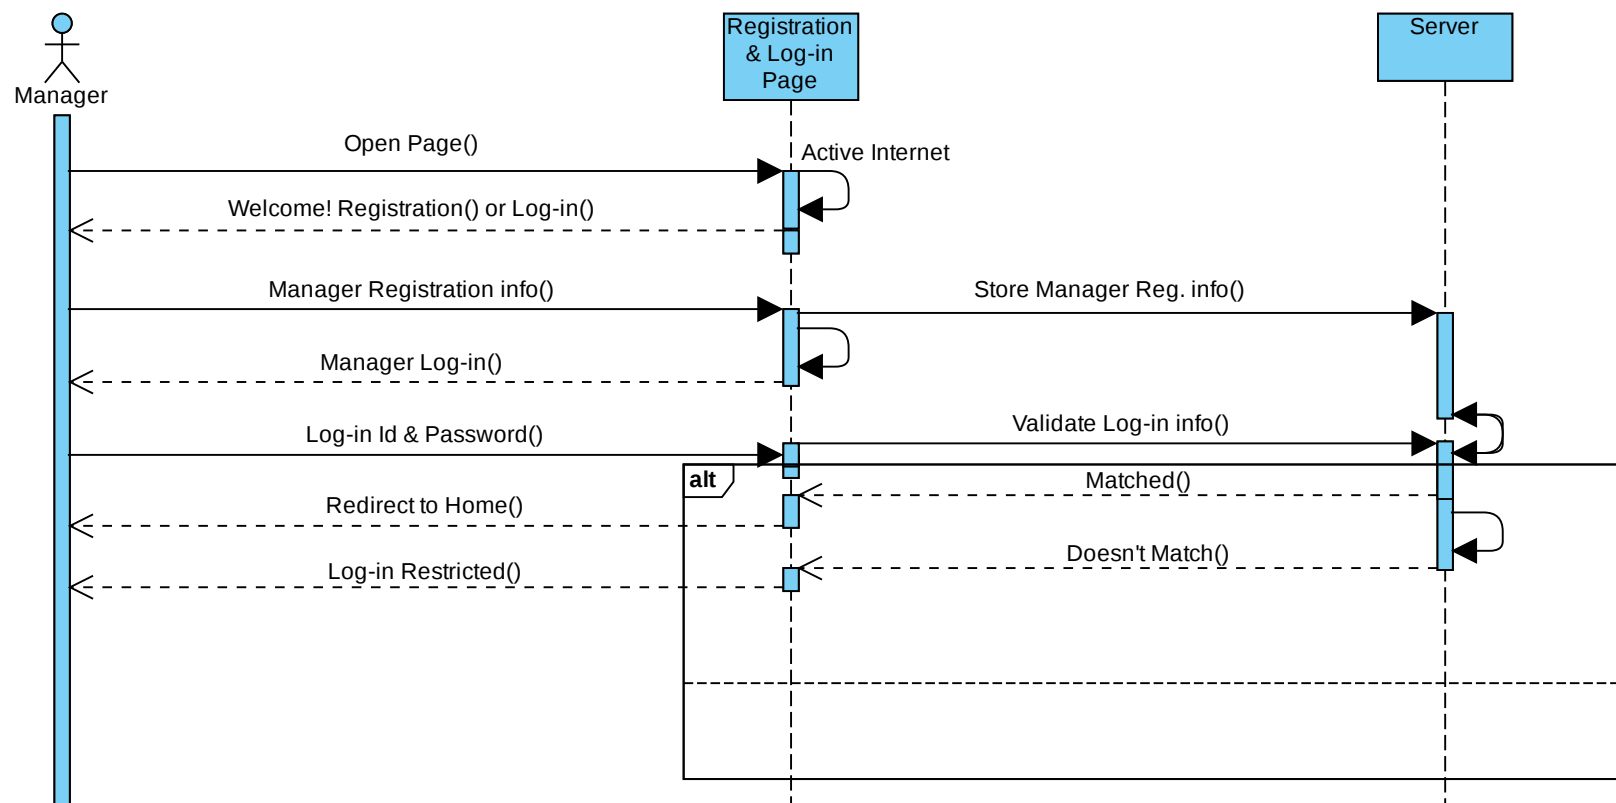 Manager
Registration
& Log-in
Page
Server
Open Page()
Active Internet
Welcome! Registration() or Log-in()
Manager Registration info()
Store Manager Reg. info()
Manager Log-in()
Log-in Id & Password()
Validate Log-in info()
alt
Matched()
Redirect to Home()
Doesn't Match()
Log-in Restricted()